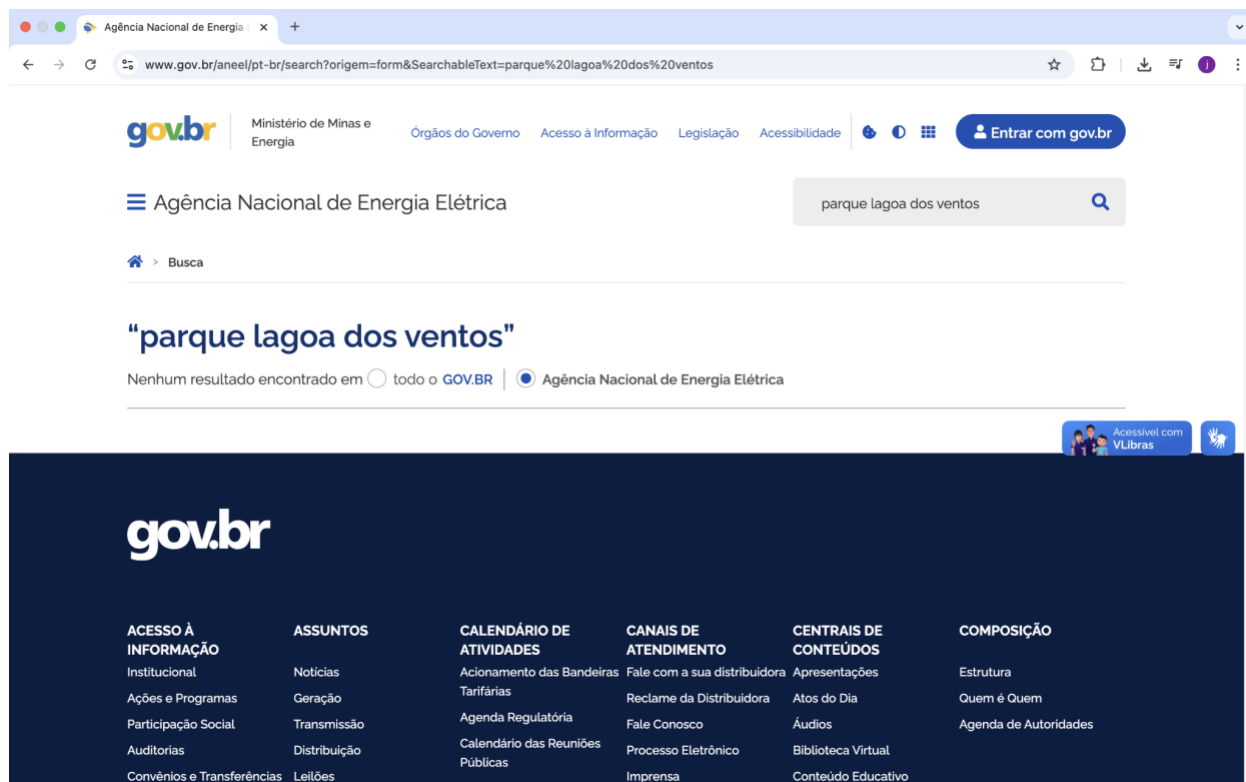 Agência Nacional de Energia
www.gov.br/aneel/pt-br/search?origem=form&SearchableText=parque%20lagoa%20dos%20ventos
j
gov.br
Ministério de Minas e
Energia
Órgãos do Governo
Acesso à Informação
Legislação
Acessibilidade
Entrar com gov.br
Agência Nacional de Energia Elétrica
parque lagoa dos ventos
> Busca
“parque lagoa dos ventos”
Nenhum resultado encontrado em todo o GOV.BR | Agência Nacional de Energia Elétrica
Acessível com
VLibras
gov.br
ACESSO À
INFORMAÇÃO
Institucional
Ações e Programas
Participação Social
Auditorias
Convênios e Transferências
ASSUNTOS
Notícias
Geração
Transmissão
Distribuição
Leilões
CALENDÁRIO DE
ATIVIDADES
Acionamento das Bandeiras
Tarifárias
Agenda Regulatória
Calendário das Reuniões
Públicas
CANAIS DE
ATENDIMENTO
Fale com a sua distribuidora
Reclame da Distribuidora
Fale Conosco
Processo Eletrônico
Imprensa
CENTRAIS DE
CONTEÚDOS
Apresentações
Atos do Dia
Áudios
Biblioteca Virtual
Conteúdo Educativo
COMPOSIÇÃO
Estrutura
Quem é Quem
Agenda de Autoridades